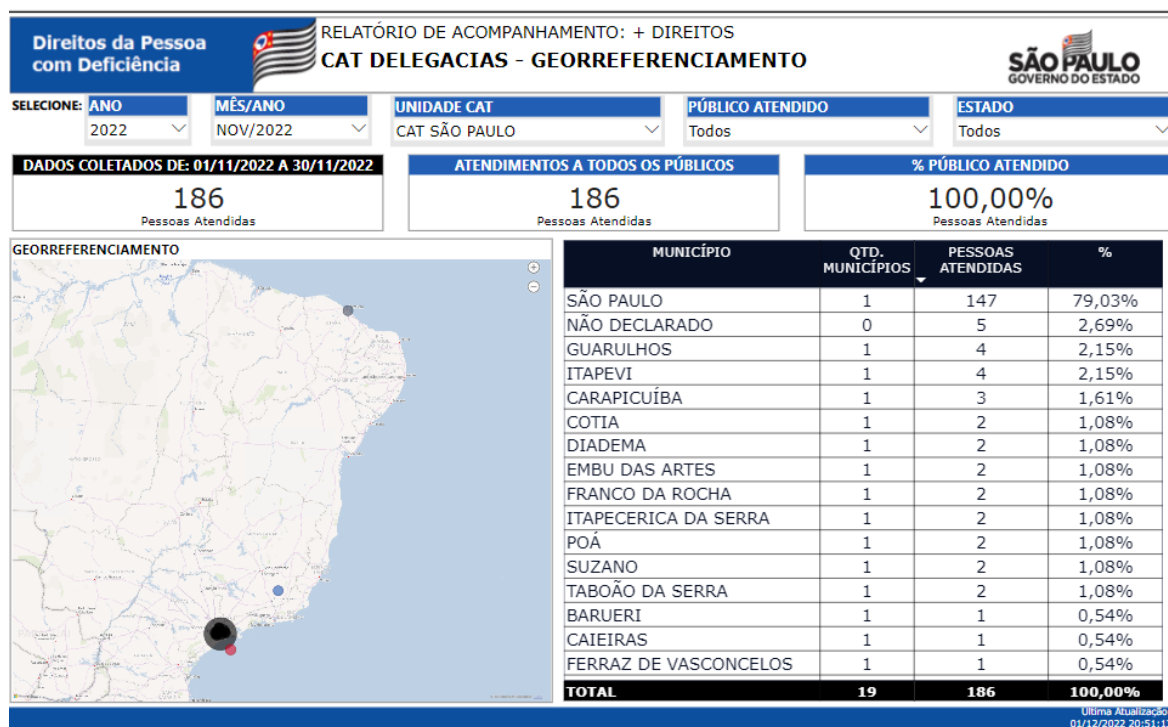 Direitos da Pessoa
com Deficiência
RELATÓRIO DE ACOMPANHAMENTO: + DIREITOS
CAT DELEGACIAS - GEORREFERENCIAMENTO
SÃO PAULO
GOVERNO DO ESTADO
SELECIONE: ANO MÊS/ANO UNIDADE CAT PÚBLICO ATENDIDO ESTADO
2022 NOV/2022 CAT SÃO PAULO Todos Todos
DADOS COLETADOS DE: 01/11/2022 A 30/11/2022
186
Pessoas Atendidas
ATENDIMENTOS A TODOS OS PÚBLICOS
186
Pessoas Atendidas
% PÚBLICO ATENDIDO
100,00%
Pessoas Atendidas
GEORREFERENCIAMENTO
MUNICÍPIO QTD. MUNICÍPIOS PESSOAS ATENDIDAS %
SÃO PAULO 1 147 79,03%
NÃO DECLARADO 0 5 2,69%
GUARULHOS 1 4 2,15%
ITAPEVI 1 4 2,15%
CARAPICUÍBA 1 3 1,61%
COTIA 1 2 1,08%
DIADEMA 1 2 1,08%
EMBU DAS ARTES 1 2 1,08%
FRANCO DA ROCHA 1 2 1,08%
ITAPECERICA DA SERRA 1 2 1,08%
POÁ 1 2 1,08%
SUZANO 1 2 1,08%
TABOÃO DA SERRA 1 2 1,08%
BARUERI 1 1 0,54%
CAIEIRAS 1 1 0,54%
FERRAZ DE VASCONCELOS 1 1 0,54%
TOTAL 19 186 100,00%
Última Atualização
01/12/2022 20:51:1